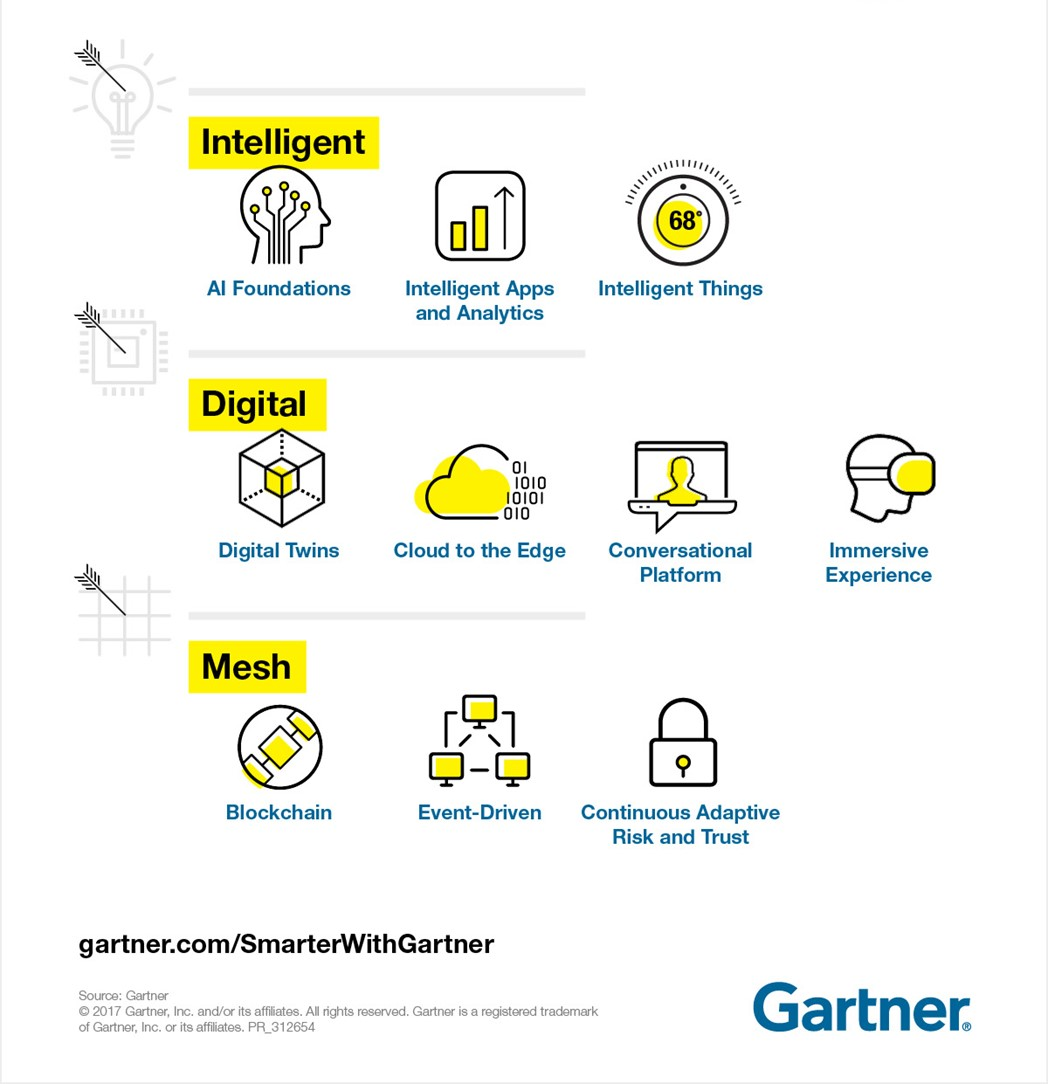 Intelligent
68°
AI Foundations
Intelligent Apps
and Analytics
Intelligent Things
Digital
01
1010
10101
010
Digital Twins
Cloud to the Edge
Conversational
Platform
Immersive
Experience
Mesh
Blockchain
Event-Driven
Continuous Adaptive
Risk and Trust
gartner.com/SmarterWithGartner
Source: Gartner
© 2017 Gartner, Inc. and/or its affiliates. All rights reserved. Gartner is a registered trademark
of Gartner, Inc. or its affiliates. PR_312654
Gartner®